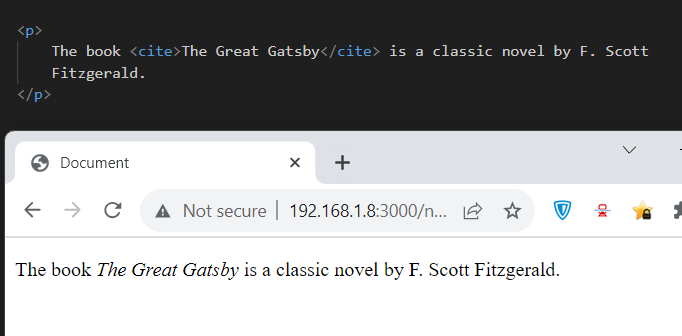 <p>
The book <cite>The Great Gatsby</cite> is a classic novel by F. Scott
Fitzgerald.
</p>
Document
Not secure | 192.168.1.8:3000/n...
The book The Great Gatsby is a classic novel by F. Scott Fitzgerald.